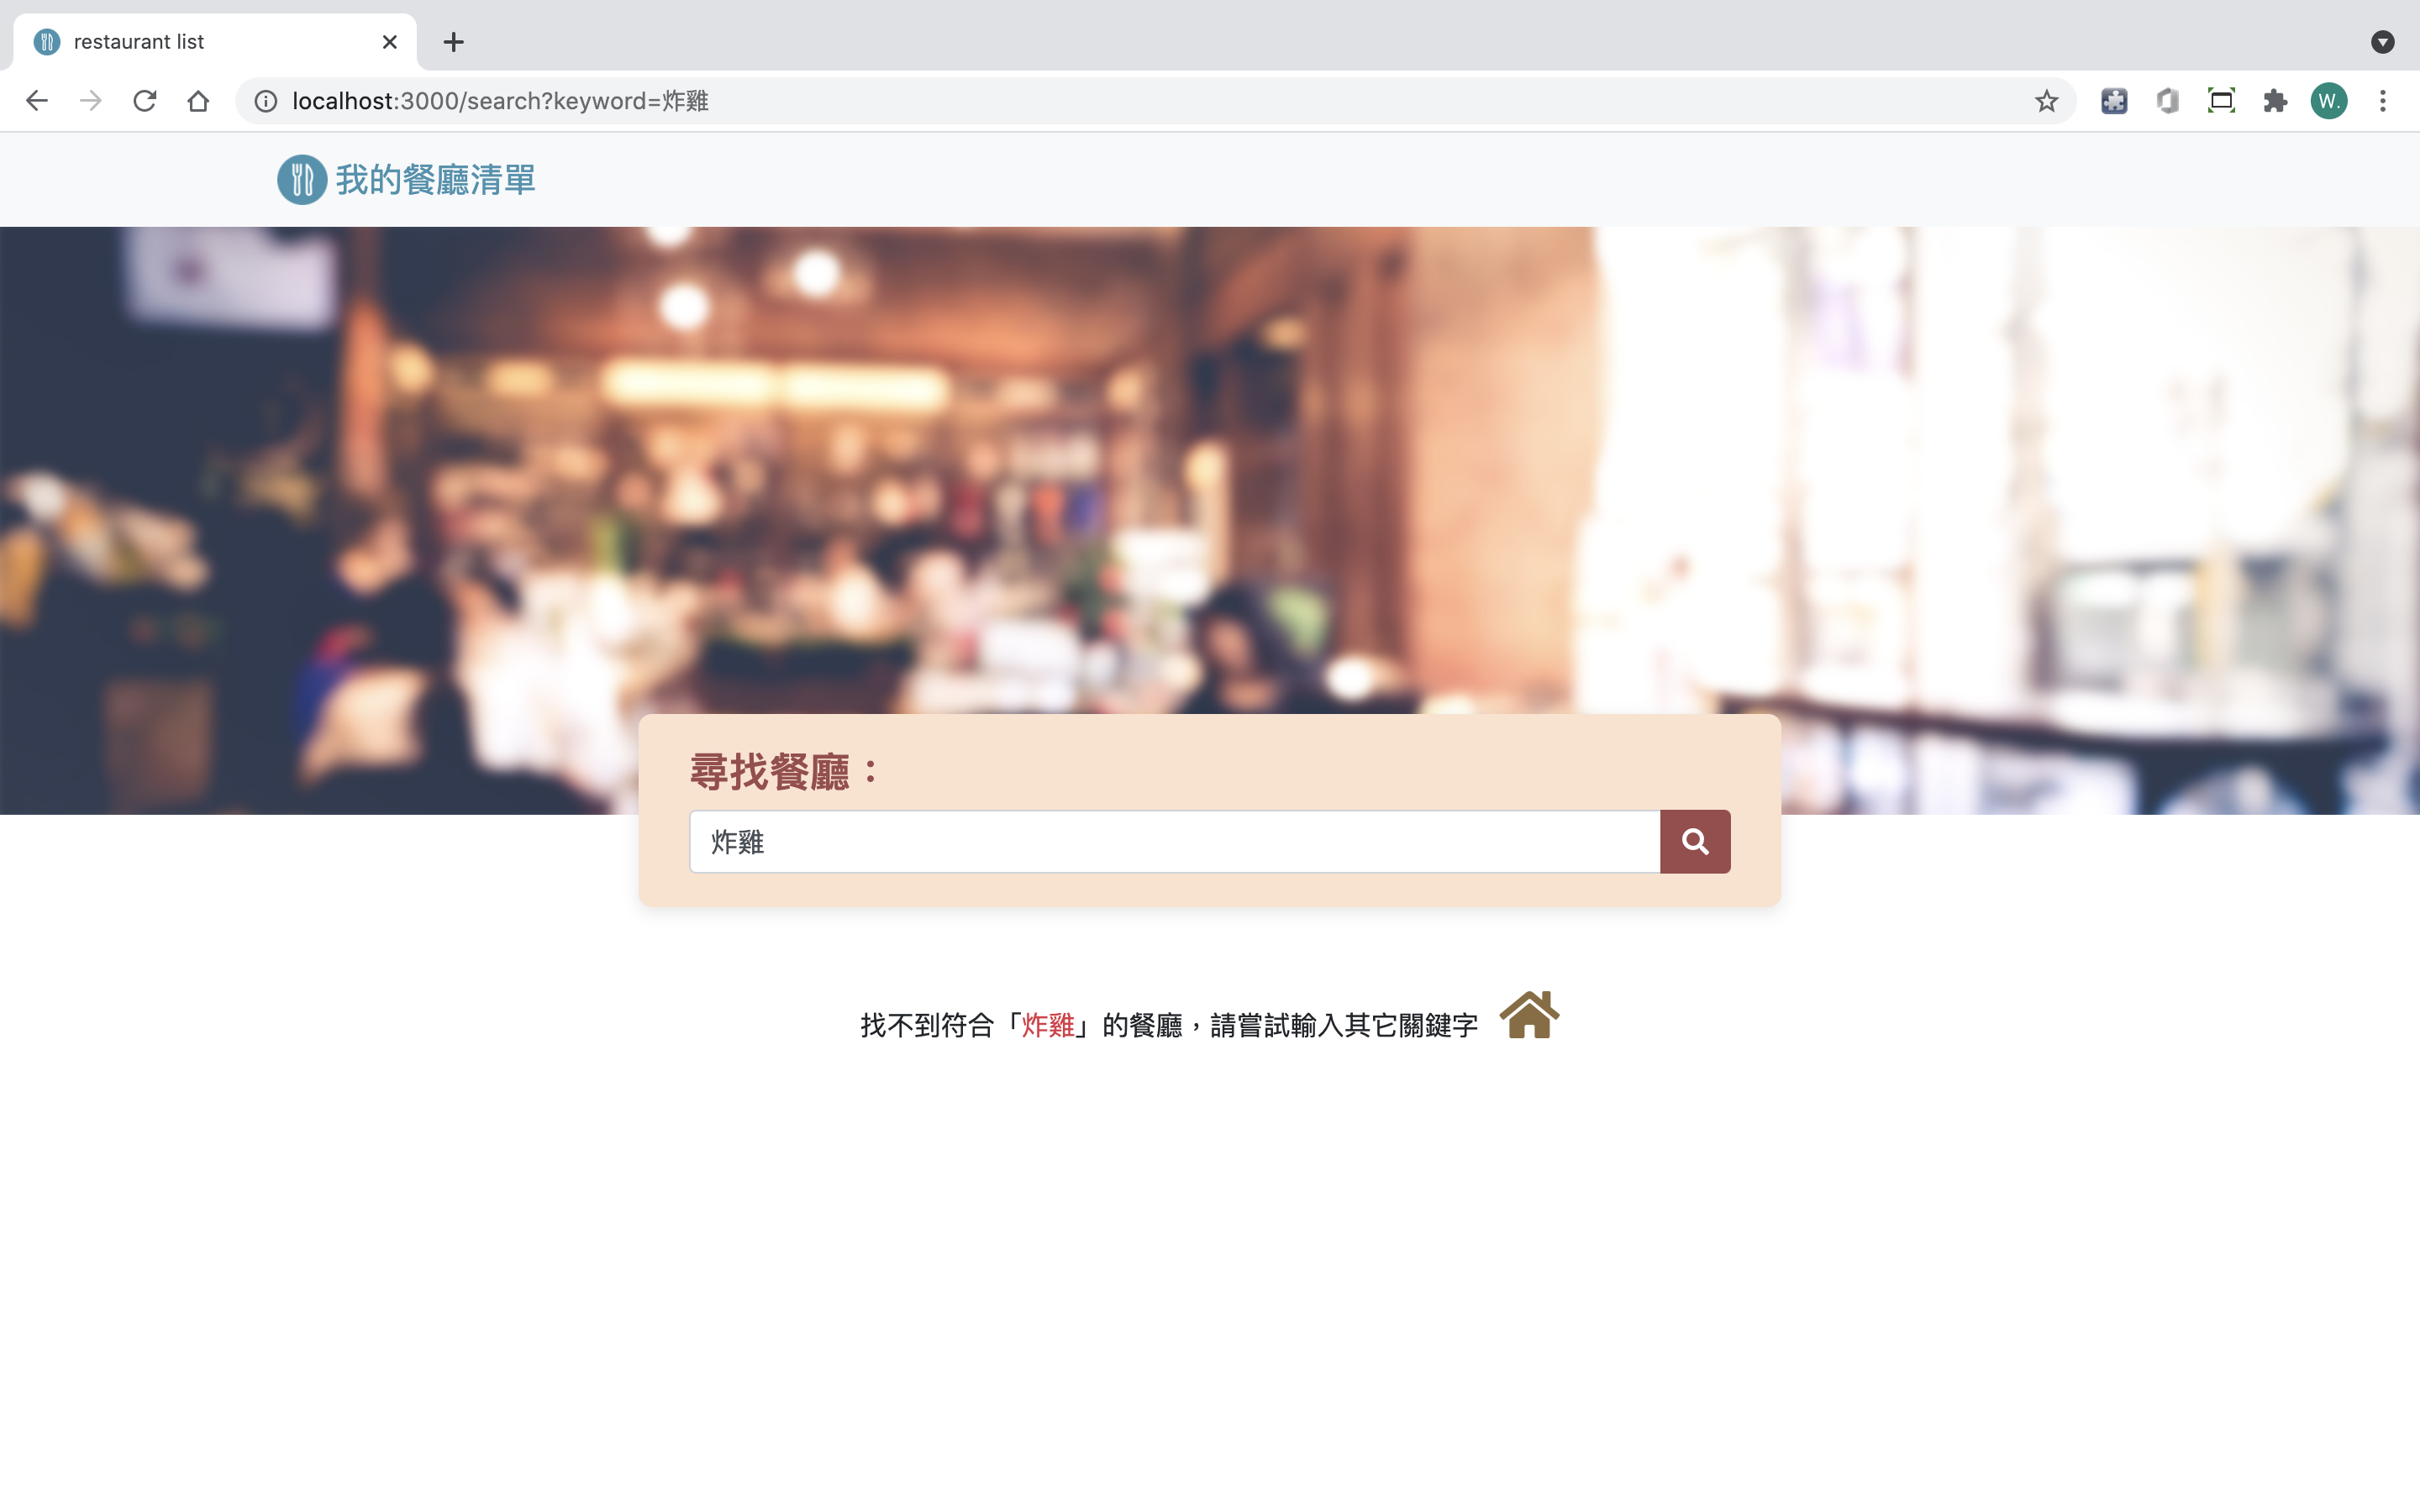 restaurant list
localhost:3000/search?keyword=炸雞
W.
我的餐廳清單
尋找餐廳：
炸雞
找不到符合「炸雞」的餐廳，請嘗試輸入其它關鍵字